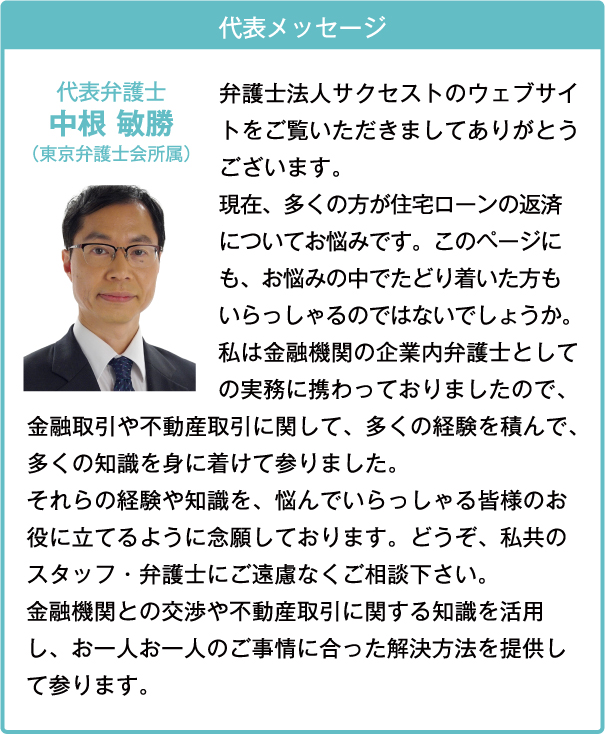 代表メッセージ
代表弁護士
中根 敏勝
（東京弁護士会所属）
弁護士法人サクセストのウェブサイ
トをご覧いただきましてありがとう
ございます。
現在、多くの方が住宅ローンの返済
についてお悩みです。このページに
も、お悩みの中でたどり着いた方も
いらっしゃるのではないでしょうか。
私は金融機関の企業内弁護士として
の実務に携わっておりましたので、
金融取引や不動産取引に関して、多くの経験を積んで、
多くの知識を身に着けて参りました。
それらの経験や知識を、悩んでいらっしゃる皆様のお
役に立てるように念願しております。どうぞ、私共の
スタッフ・弁護士にご遠慮なくご相談下さい。
金融機関との交渉や不動産取引に関する知識を活用
し、お一人お一人のご事情に合った解決方法を提供し
て参ります。